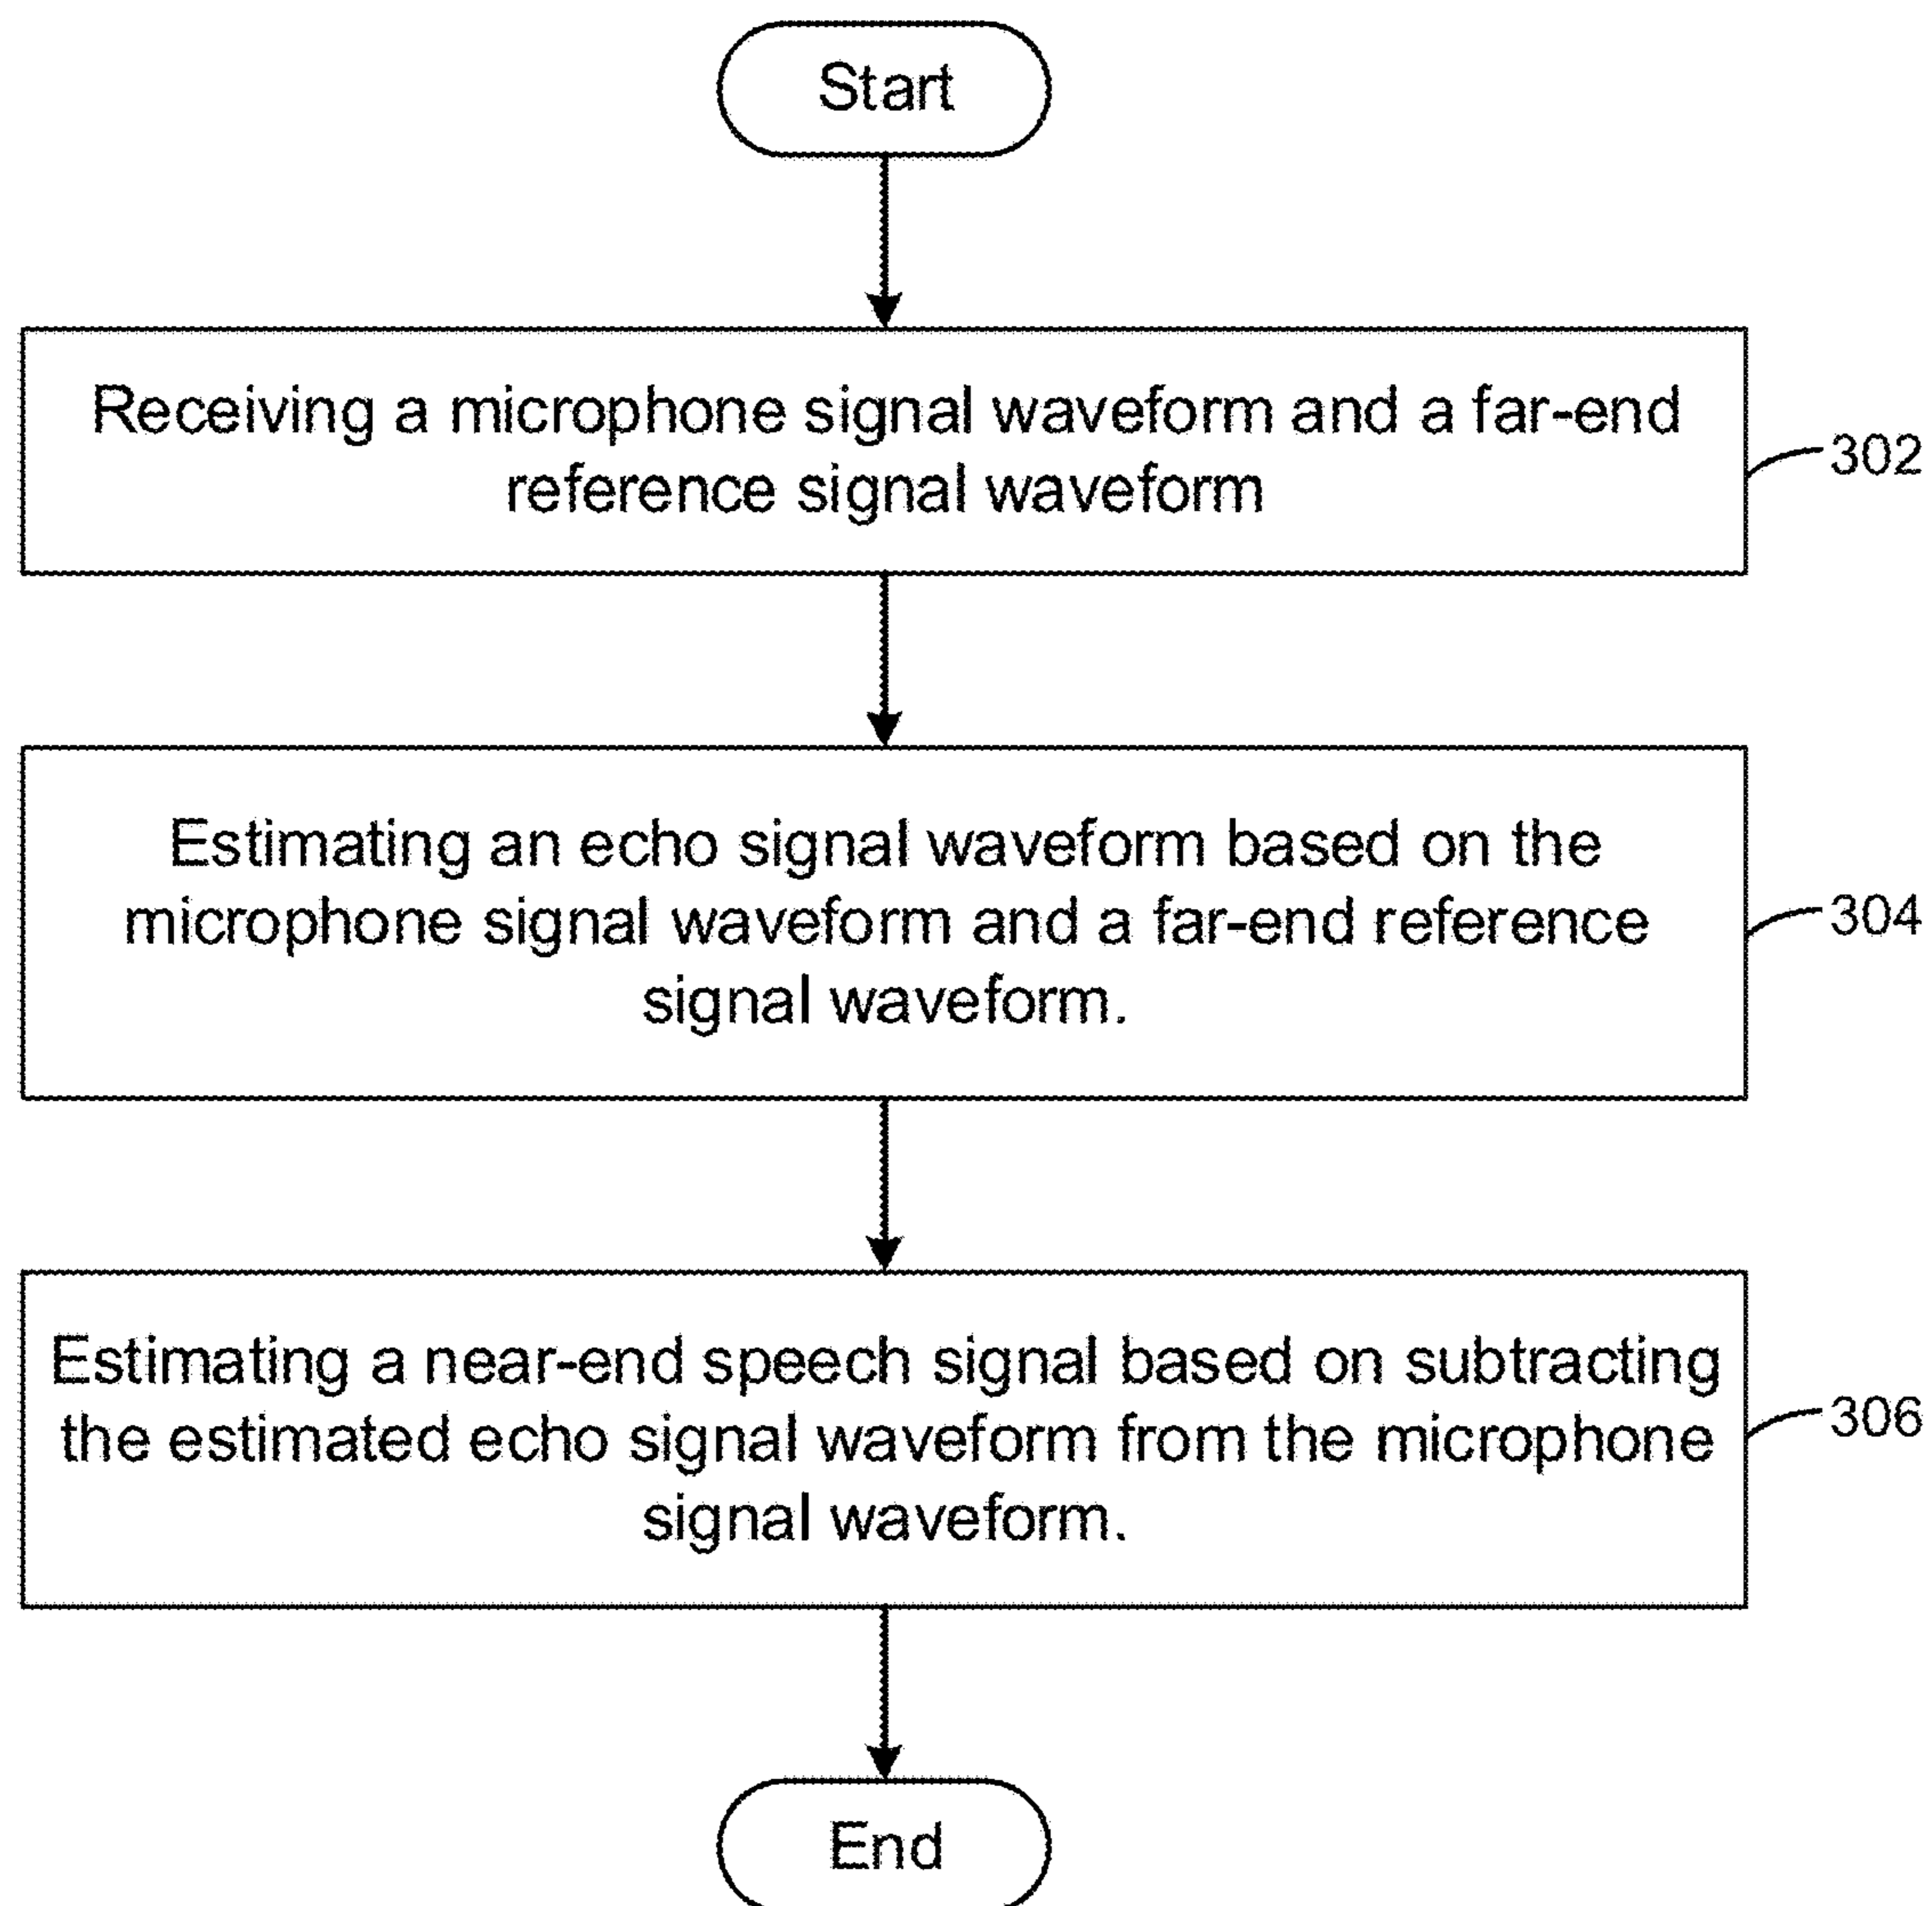 Start
Receiving a microphone signal waveform and a far-end
reference signal waveform
302
Estimating an echo signal waveform based on the
microphone signal waveform and a far-end reference
signal waveform.
304
Estimating a near-end speech signal based on subtracting
the estimated echo signal waveform from the microphone
signal waveform.
306
End